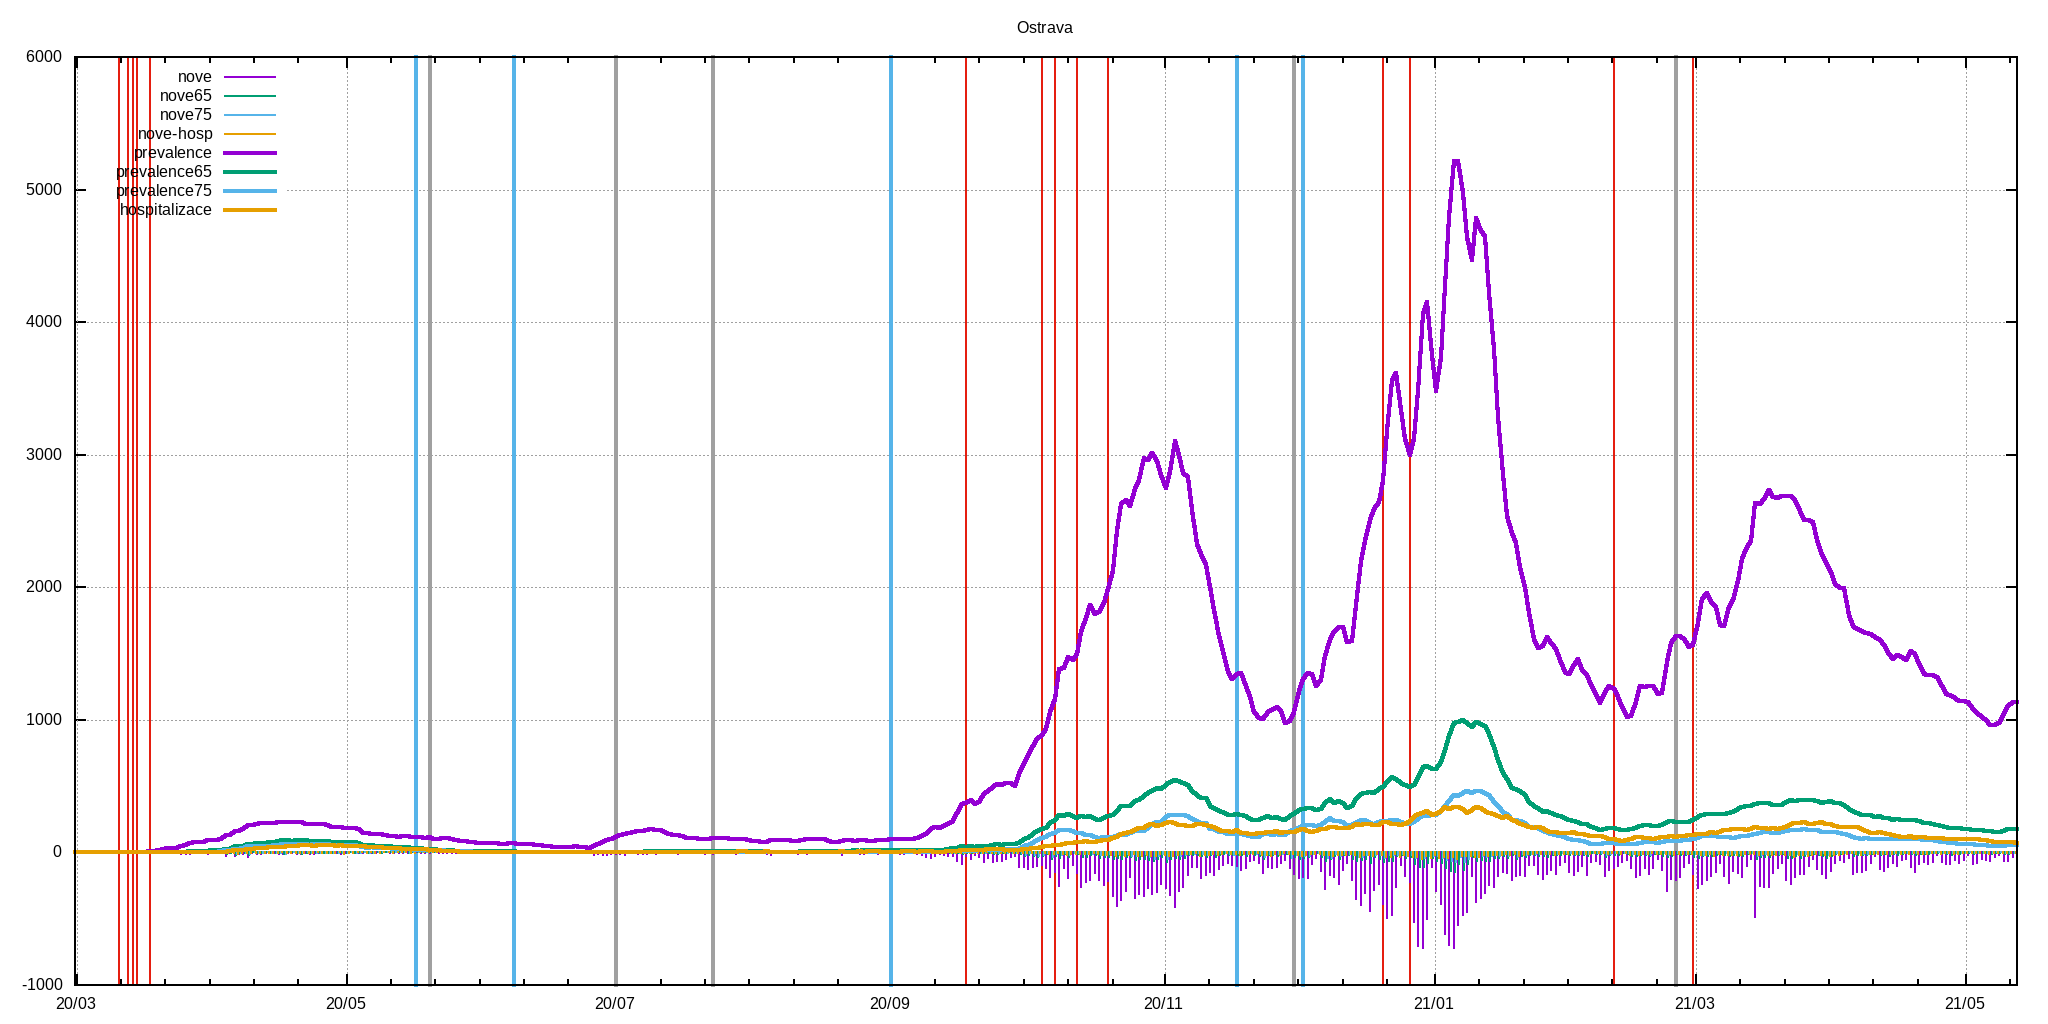 Ostrava
6000
5000
4000
3000
2000
1000
0
-1000
nove
nove65
nove75
nove-hosp
prevalence
prevalence65
prevalence75
hospitalizace
20/03 20/05 20/07 20/09 20/11 21/01 21/03 21/05